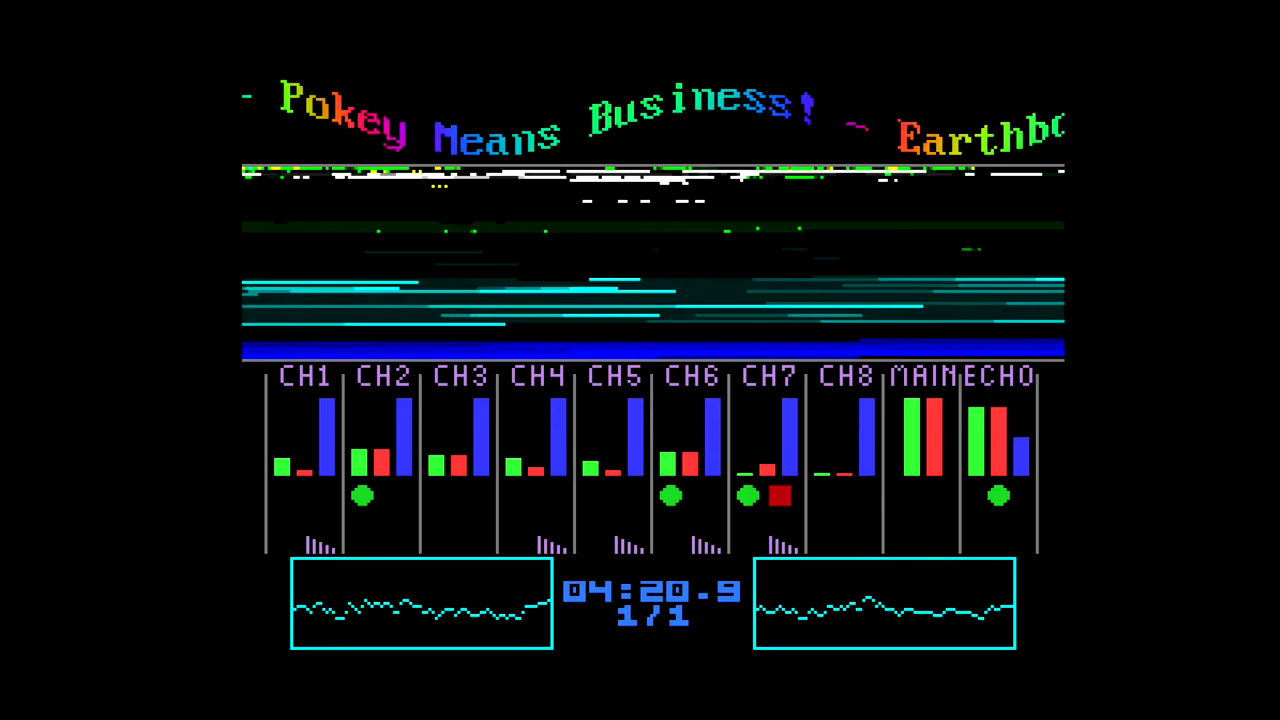 - Pokey Means Business! ~ Earthbo
CH1 CH2 CH3 CH4 CH5 CH6 CH7 CH8 MAIN ECHO
04:20.9
1/1